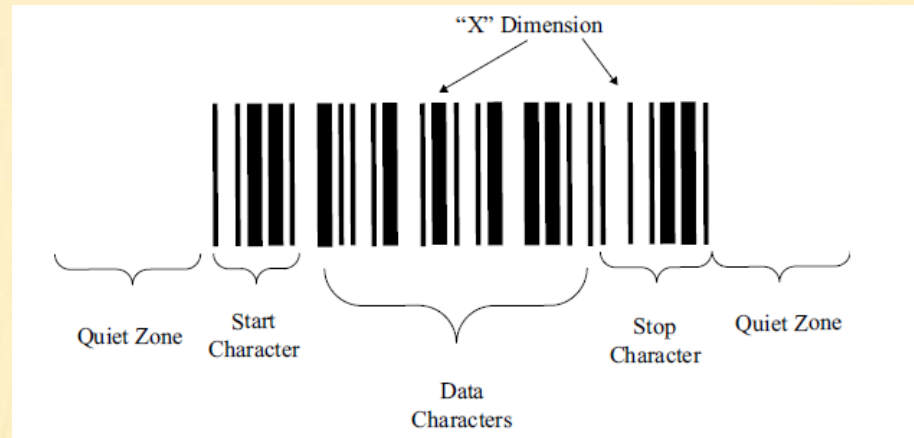 “X” Dimension
Quiet Zone
Start
Character
Data
Characters
Stop
Character
Quiet Zone